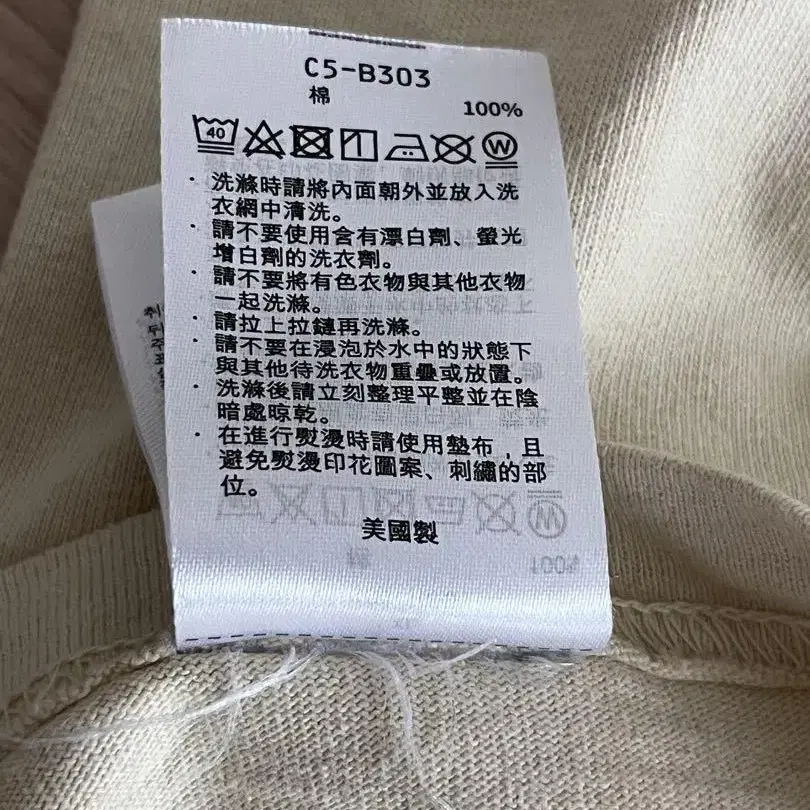 C5-B303
棉
100%
40
W
· 洗滌時請將內面朝外並放入洗
衣網中清洗。
· 請不要使用含有漂白劑、螢光
增白劑的洗衣劑。
· 請不要將有色衣物與其他衣物
一起洗滌。
· 請拉上拉鏈再洗滌。
· 請不要在浸泡於水中的狀態下
與其他待洗衣物重疊或放置。
· 洗滌後請立刻整理平整並在陰
暗處晾乾。
· 在進行熨燙時請使用墊布，且
避免熨燙印花圖案、刺繡的部
位。
美國製